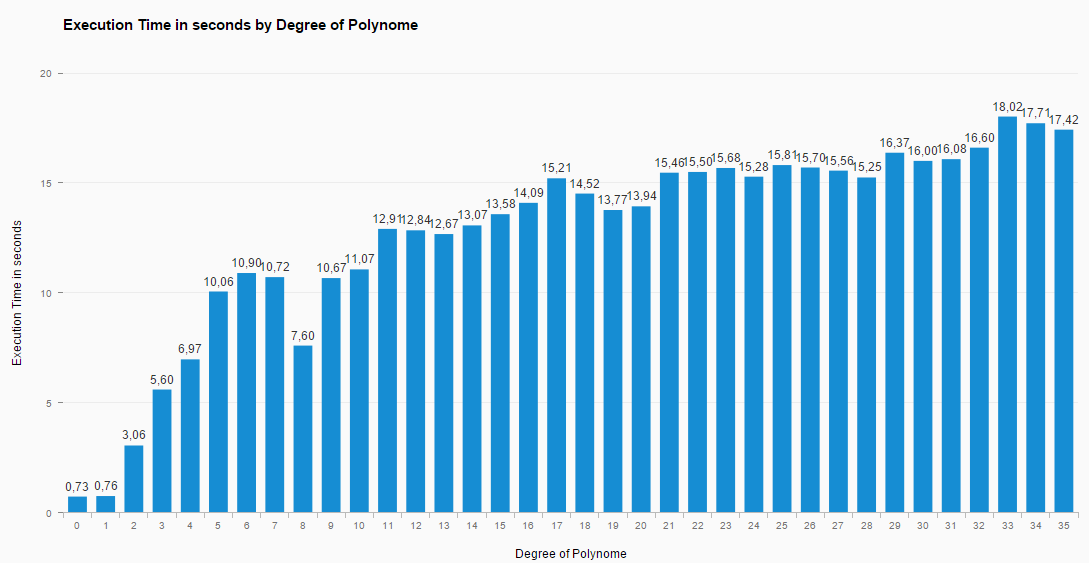 Execution Time in seconds by Degree of Polynome
20
15
10
5
0
Execution Time in seconds
0,73 0,76 3,06 5,60 6,97 10,06 10,90 10,72 7,60 10,67 11,07 12,91 12,84 12,67 13,07 13,58 14,09 15,21 14,52 13,77 13,94 15,46 15,50 15,68 15,28 15,81 15,70 15,56 15,25 16,37 16,00 16,08 16,60 18,02 17,71 17,42
0 1 2 3 4 5 6 7 8 9 10 11 12 13 14 15 16 17 18 19 20 21 22 23 24 25 26 27 28 29 30 31 32 33 34 35
Degree of Polynome